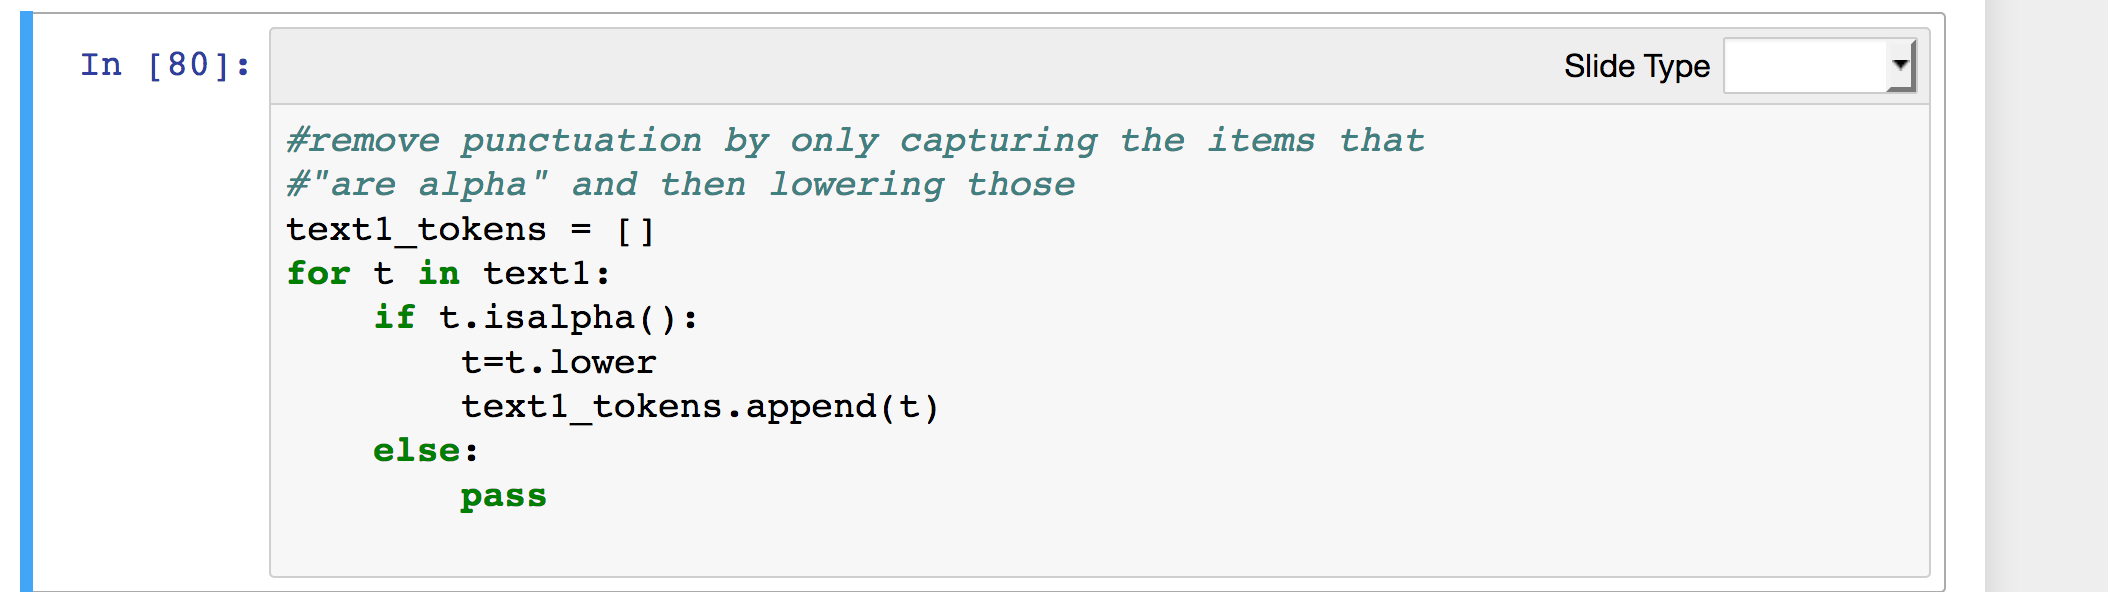 In [80]:
Slide Type
#remove punctuation by only capturing the items that
#"are alpha" and then lowering those
text1_tokens = []
for t in text1:
    if t.isalpha():
        t=t.lower
        text1_tokens.append(t)
    else:
        pass